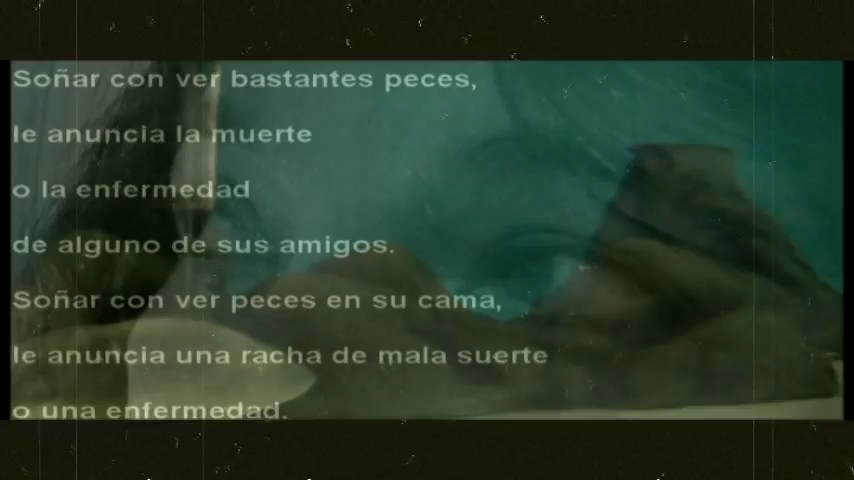 Soñar con ver bastantes peces,
le anuncia la muerte
o la enfermedad
de alguno de sus amigos.
Soñar con ver peces en su cama,
le anuncia una racha de mala suerte
o una enfermedad.